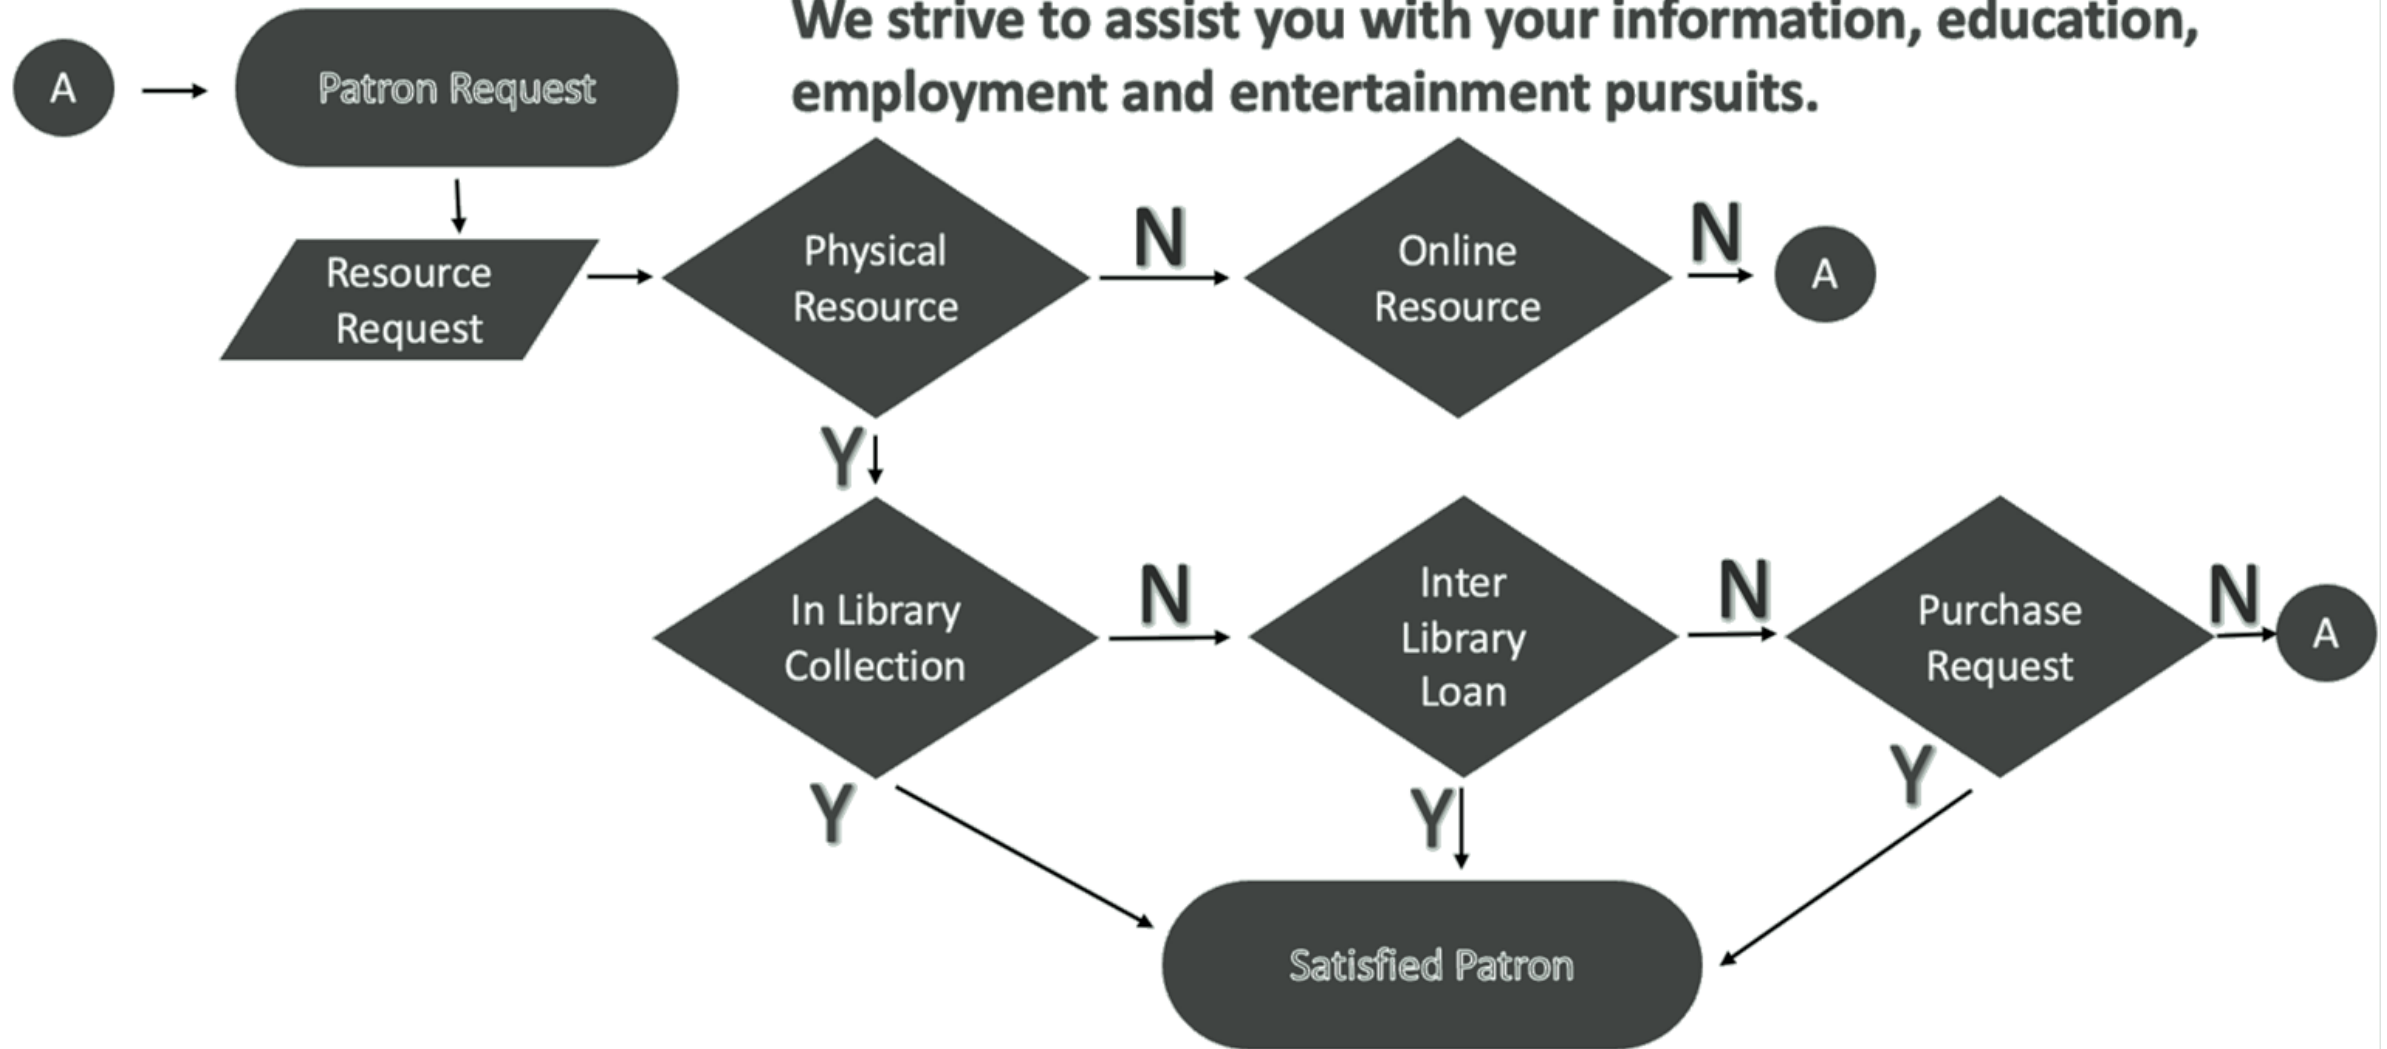 We strive to assist you with your information, education,
employment and entertainment pursuits.
A
Patron Request
Resource
Request
Physical
Resource
N
Online
Resource
N
A
Y
In Library
Collection
N
Inter
Library
Loan
N
Purchase
Request
N
A
Y
Y
Y
Satisfied Patron